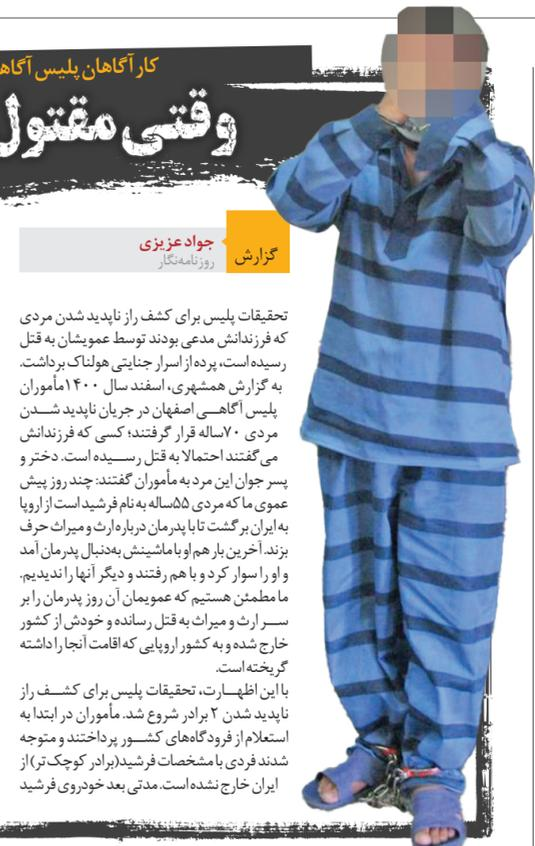 کارآگاهان پلیس
وقتی مقتول
گزارش
جواد عزیزی
روزنامه‌نگار
تحقیقات پلیس برای کشف راز ناپدید شدن مردی
که فرزندانش مدعی بودند توسط عمویشان به قتل
رسیده است، پرده از اسرار جنایتی هولناک برداشت.
به گزارش همشهری، اسفند سال ۱۴۰۰ مأموران
پلیس آگاهـــی اصفهان در جریان ناپدید شـــدن
مردی ۷۰ساله قرار گرفتند؛ کسی که فرزندانش
می‌گفتند احتمالا به قتل رســـیده است. دختر و
پسر جوان این مرد به مأموران گفتند: چند روز پیش
عموی ما که مردی ۵۵ساله به نام فرشید است از اروپا
به ایران برگشت تا با پدرمان درباره ارث و میراث حرف
بزند. آخرین بار هم او با ماشینش به‌دنبال پدرمان آمد
و او را سوار کرد و با هم رفتند و دیگر آنها را ندیدیم.
ما مطمئن هستیم که عمویمان آن روز پدرمان را بر
ســـر ارث و میراث به قتل رسانده و خودش از کشور
خارج شده و به کشور اروپایی که اقامت آنجا را داشته
گریخته است.
با این اظهـــارت، تحقیقات پلیس برای کشـــف راز
ناپدید شدن ۲ برادر شروع شد. مأموران در ابتدا به
استعلام از فرودگاه‌های کشـــور پرداختند و متوجه
شدند فردی با مشخصات فرشید(برادر کوچک‌تر) از
ایران خارج نشده است. مدتی بعد خودروی فرشید